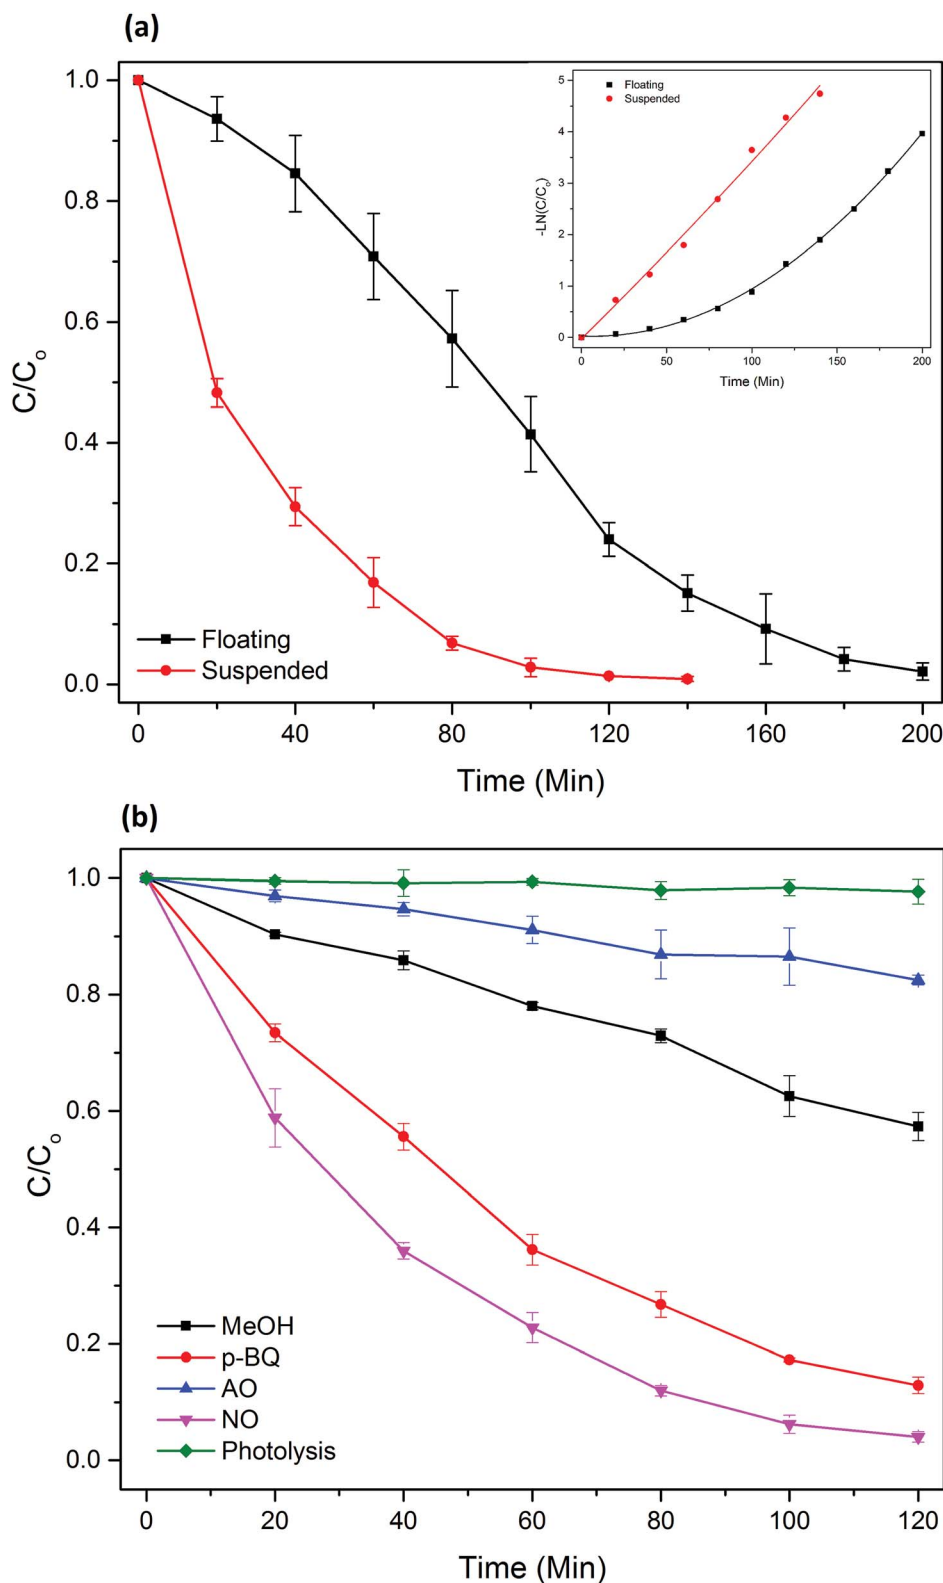 (a)
1.0
0.8
0.6
0.4
0.2
0.0
C/C₀
Floating
Suspended
0 40 80 120 160 200
Time (Min)
Floating
Suspended
5
4
3
2
1
0
-LN(C/C₀)
0 50 100 150 200
Time (Min)
(b)
1.0
0.8
0.6
0.4
0.2
0.0
C/C₀
MeOH
p-BQ
AO
NO
Photolysis
0 20 40 60 80 100 120
Time (Min)